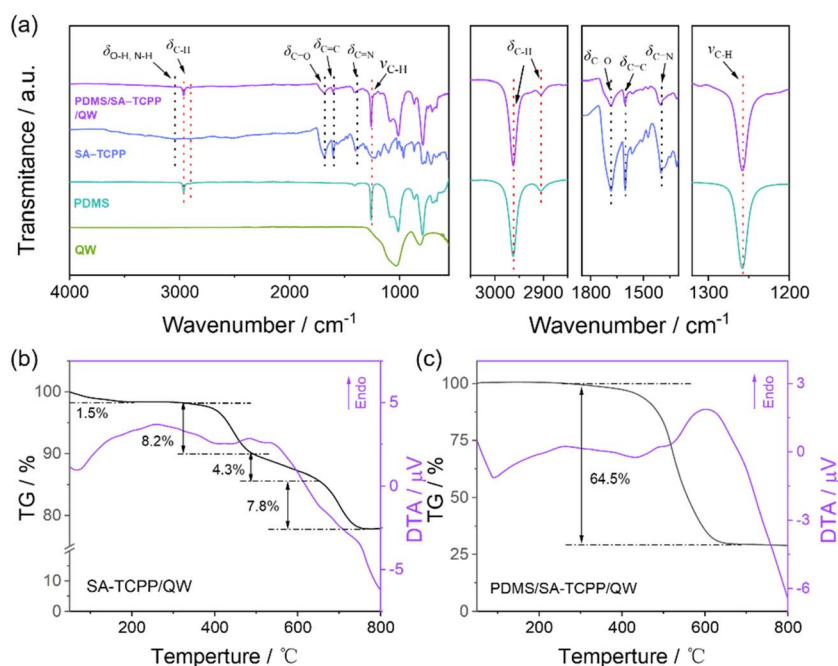 (a)
δO-H, N-H
δC-H
δC=O
δC=C
δC=N
νC-H
δC-H
δC=O
δC=C
δC=N
νC-H
PDMS/SA-TCPP
/QW
SA-TCPP
PDMS
QW
Transmitance / a.u.
4000 3000 2000 1000
3050 2900
1800 1500
1300 1200
Wavenumber / cm-1
Wavenumber / cm-1
(b)
100
90
80
10
0
TG / %
1.5%
8.2%
4.3%
7.8%
Endo
5
0
-5
DTA / μV
SA-TCPP/QW
200 400 600 800
Temperture / ℃
(c)
100
75
50
25
0
TG / %
64.5%
Endo
3
0
-2
-4
-6
DTA / μV
PDMS/SA-TCPP/QW
200 400 600 800
Temperture / ℃